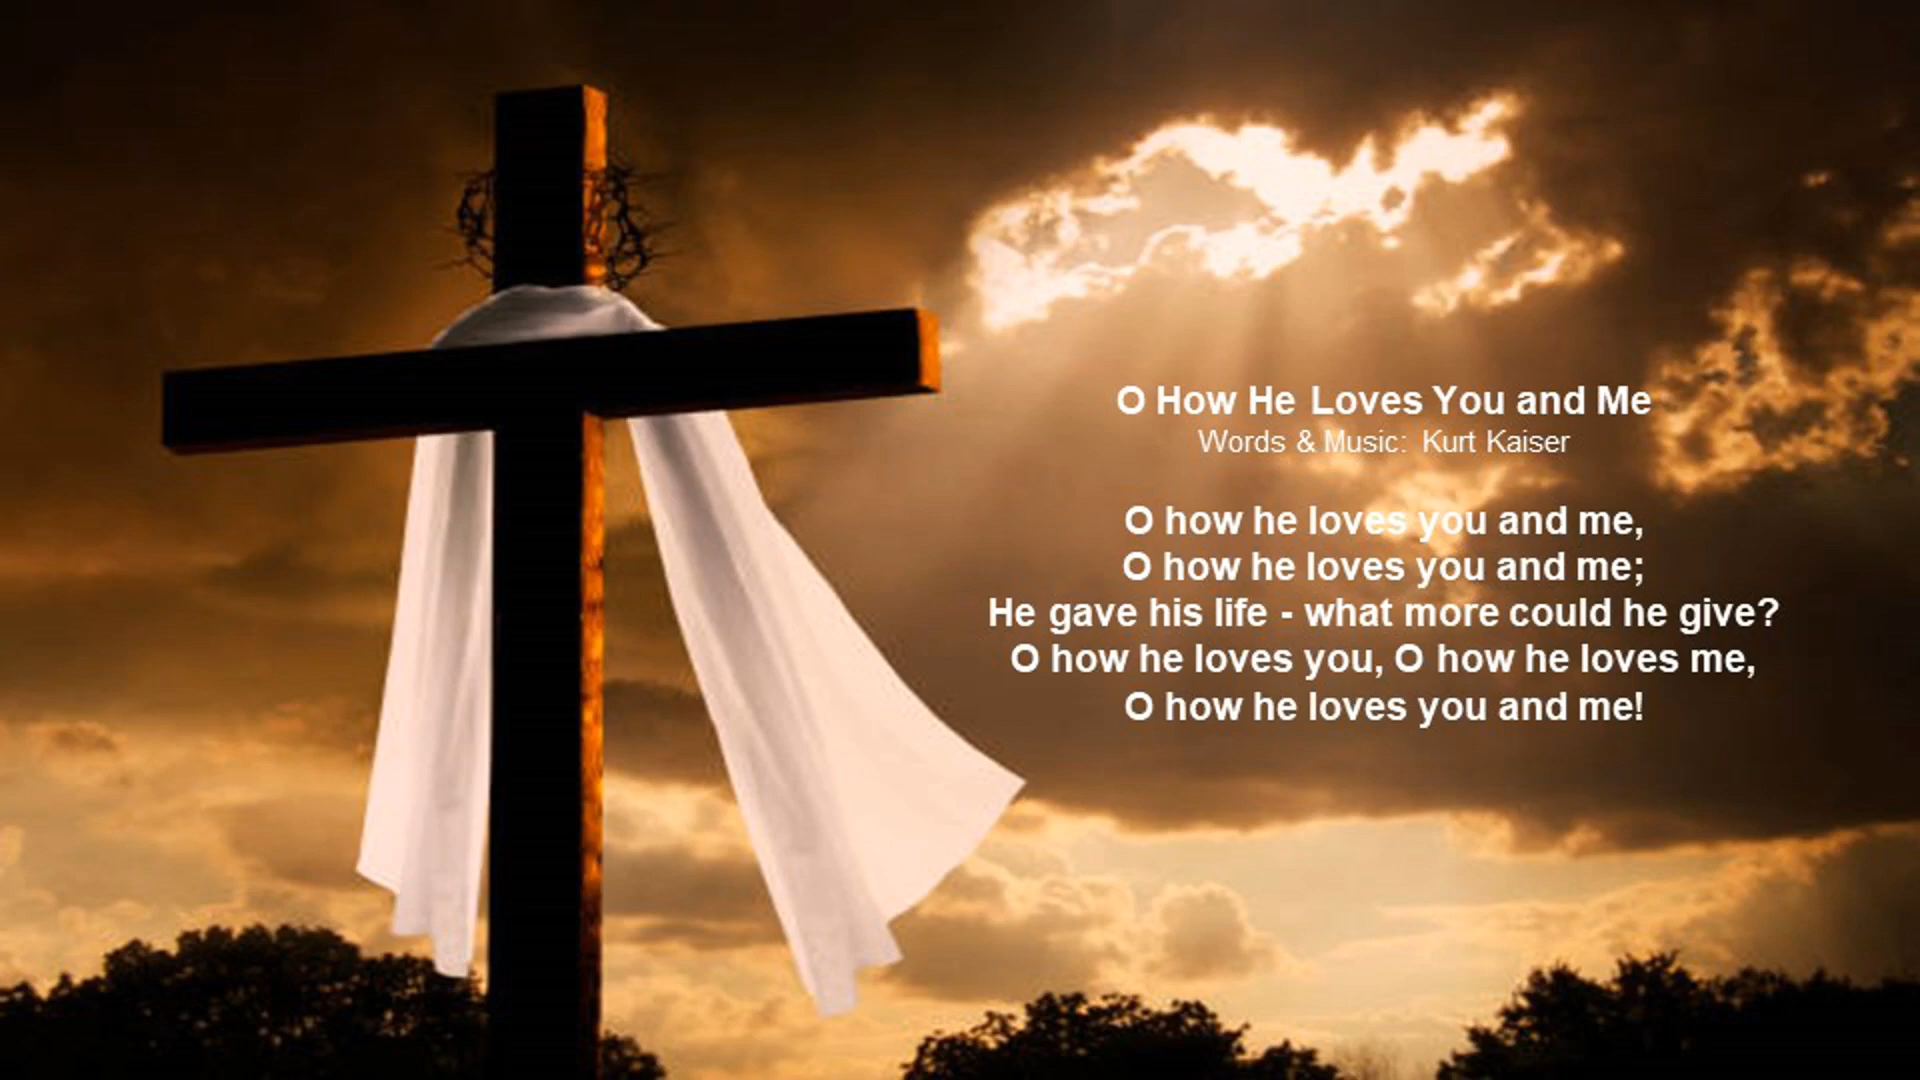 O How He Loves You and Me
Words & Music: Kurt Kaiser
O how he loves you and me,
O how he loves you and me;
He gave his life - what more could he give?
O how he loves you, O how he loves me,
O how he loves you and me!